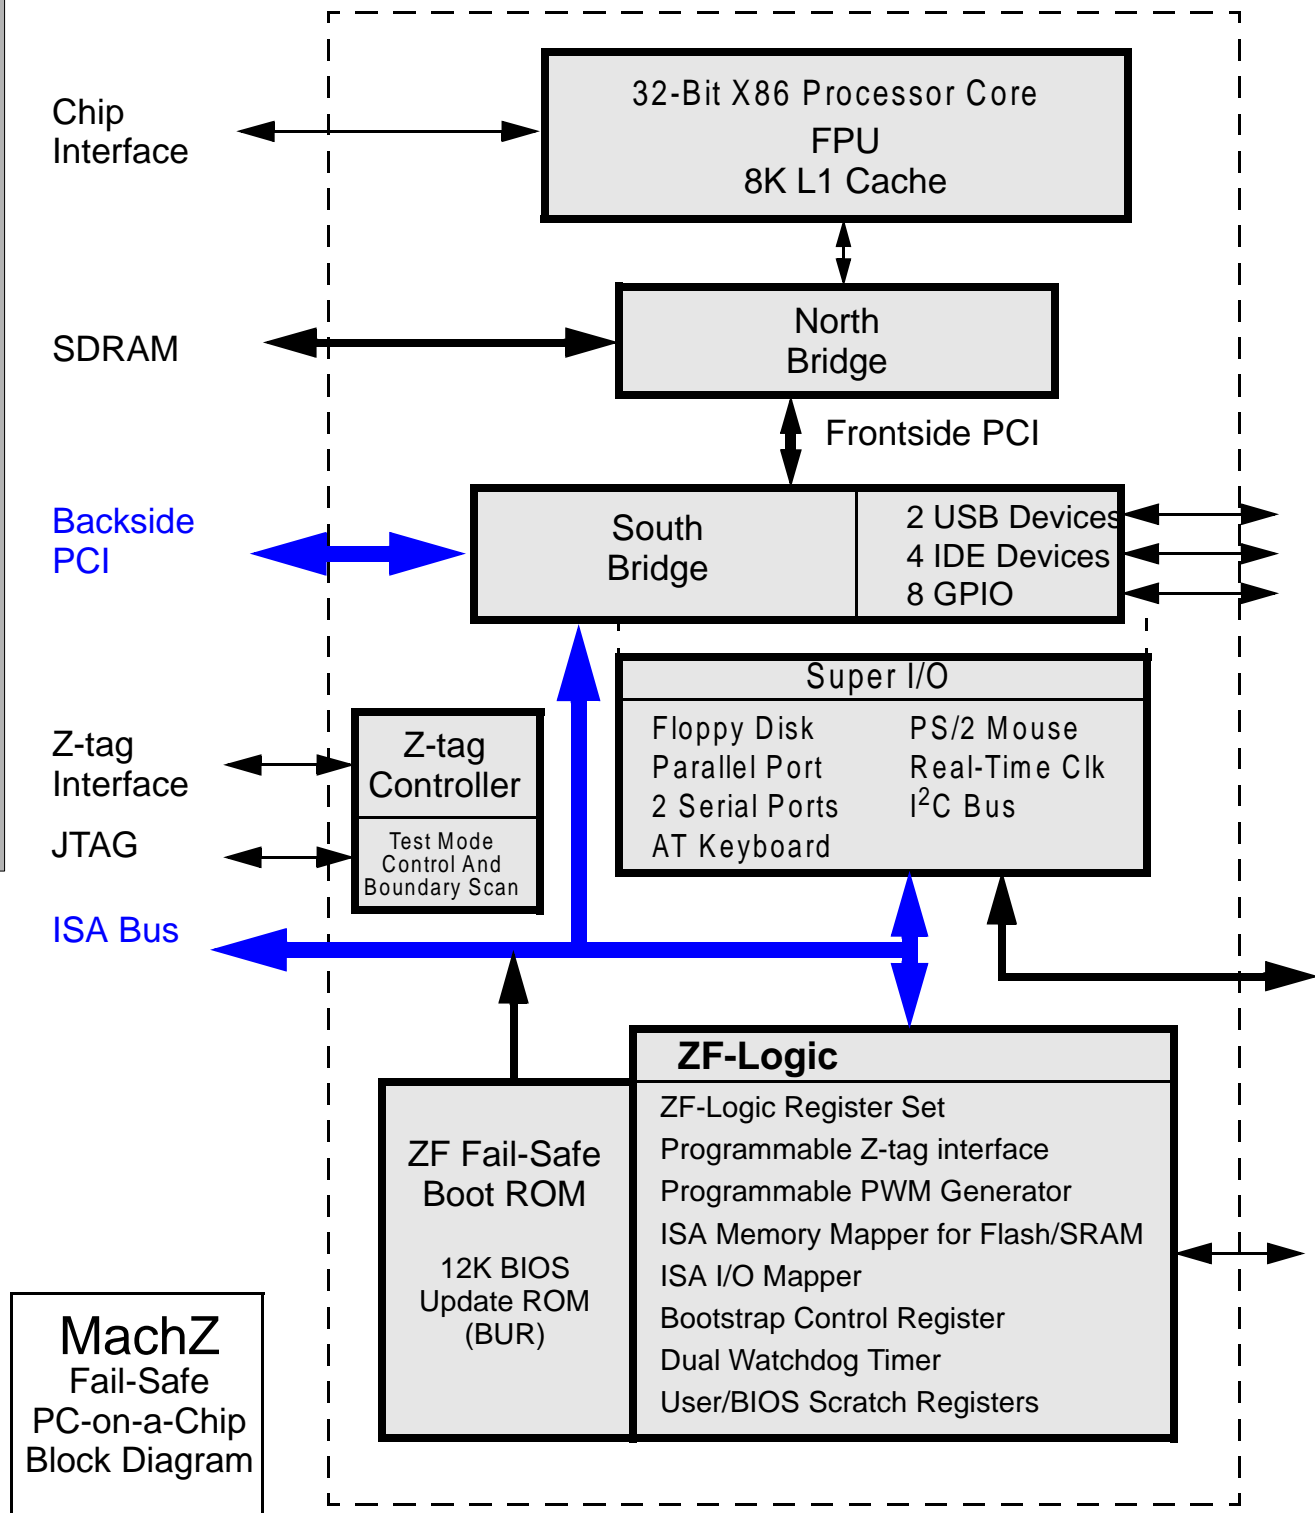 Chip
Interface
32-Bit X86 Processor Core
FPU
8K L1 Cache
SDRAM
North
Bridge
Frontside PCI
Backside
PCI
South
Bridge
2 USB Devices
4 IDE Devices
8 GPIO
Super I/O
Floppy Disk
Parallel Port
2 Serial Ports
AT Keyboard
PS/2 Mouse
Real-Time Clk
I²C Bus
Z-tag
Interface
JTAG
Z-tag
Controller
Test Mode
Control And
Boundary Scan
ISA Bus
ZF Fail-Safe
Boot ROM
12K BIOS
Update ROM
(BUR)
ZF-Logic
ZF-Logic Register Set
Programmable Z-tag interface
Programmable PWM Generator
ISA Memory Mapper for Flash/SRAM
ISA I/O Mapper
Bootstrap Control Register
Dual Watchdog Timer
User/BIOS Scratch Registers
MachZ
Fail-Safe
PC-on-a-Chip
Block Diagram